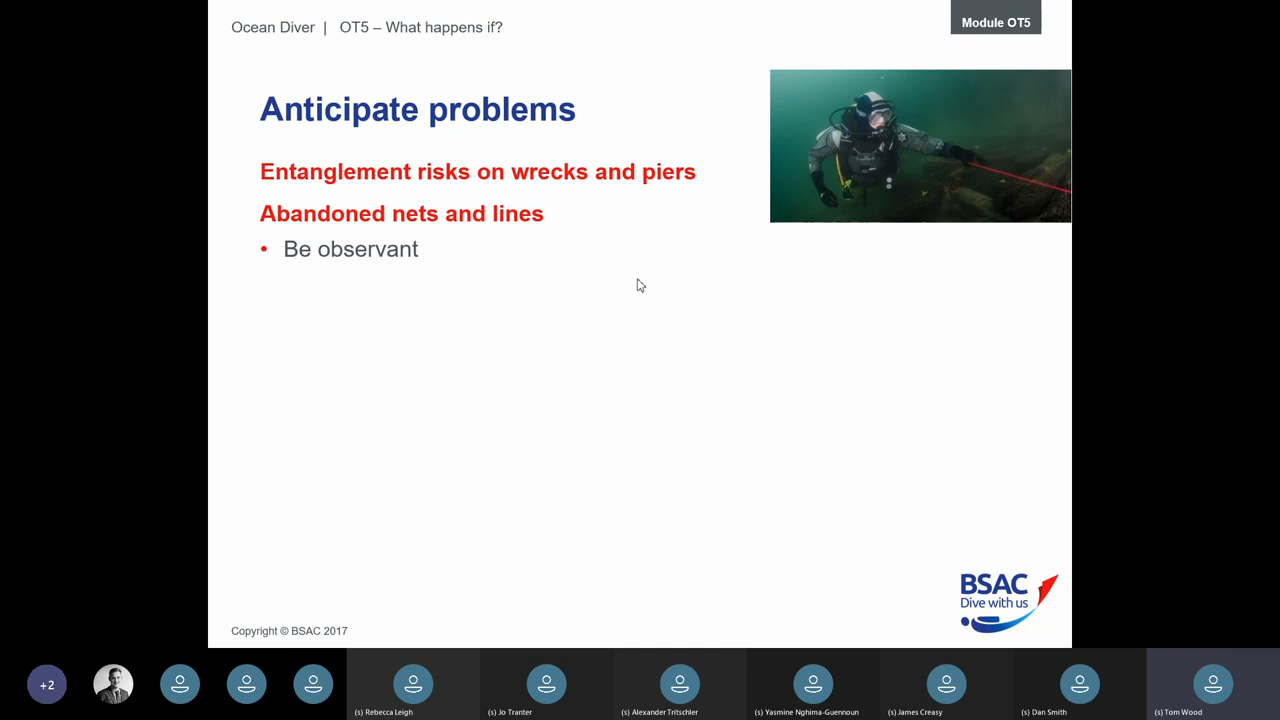 Ocean Diver | OT5 – What happens if?
Module OT5
Anticipate problems
Entanglement risks on wrecks and piers
Abandoned nets and lines
• Be observant
BSAC
Dive with us
Copyright © BSAC 2017
+2
(s) Rebecca Leigh
(s) Jo Tranter
(s) Alexander Tritschler
(s) Yasmine Nghima-Guennoun
(s) James Creasy
(s) Dan Smith
(s) Tom Wood